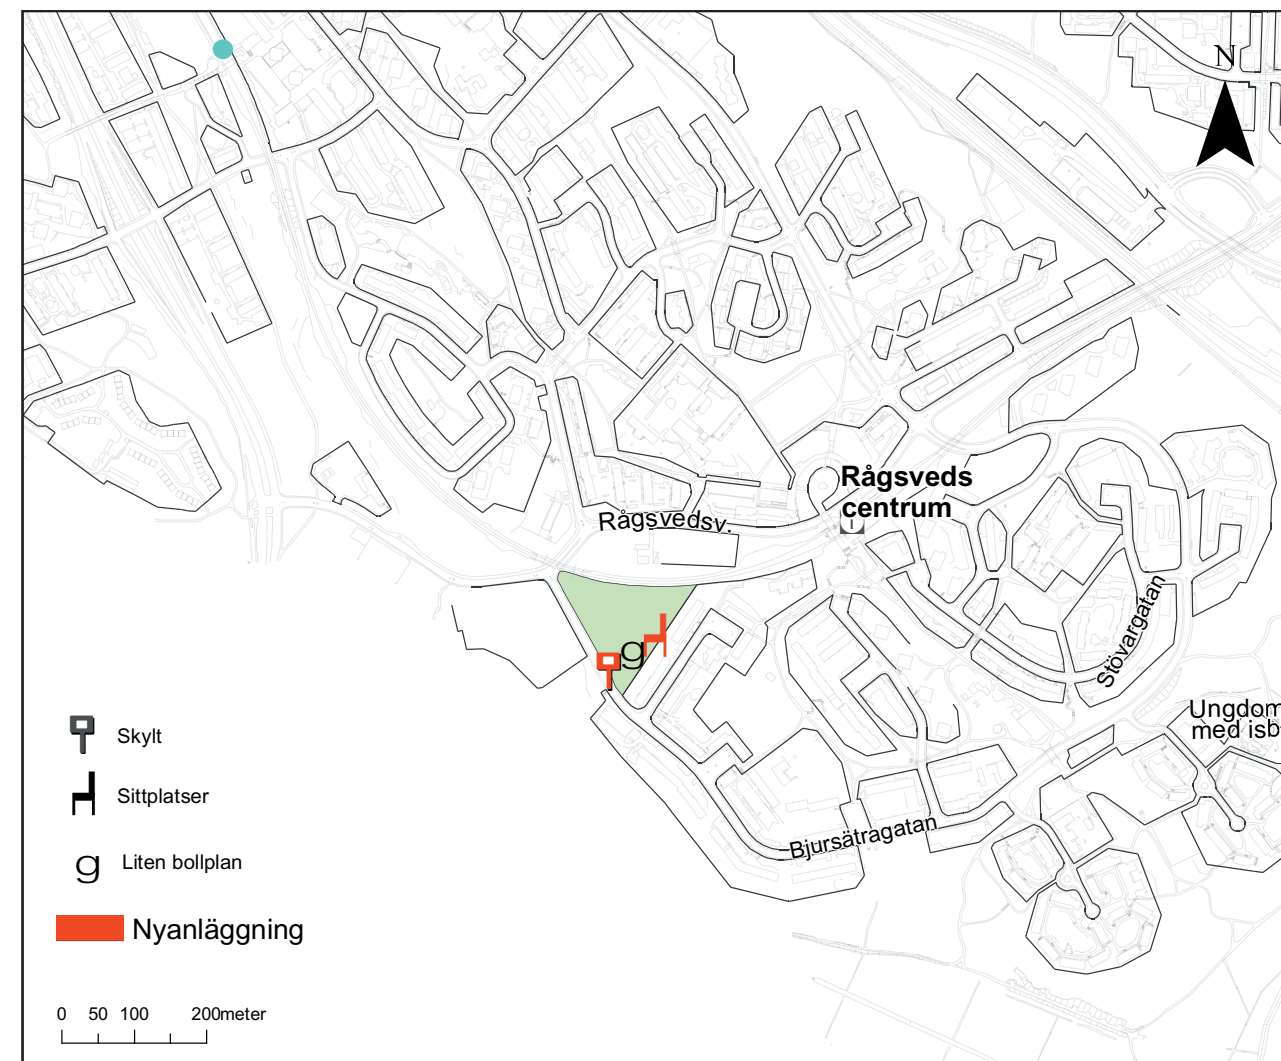 N
Rågsveds
centrum
T
Rågsvedsv.
g
Stövargatan
Ungdom
med isb
Bjursätragatan
Skylt
Sittplatser
g Liten bollplan
Nyanläggning
0 50 100 200meter